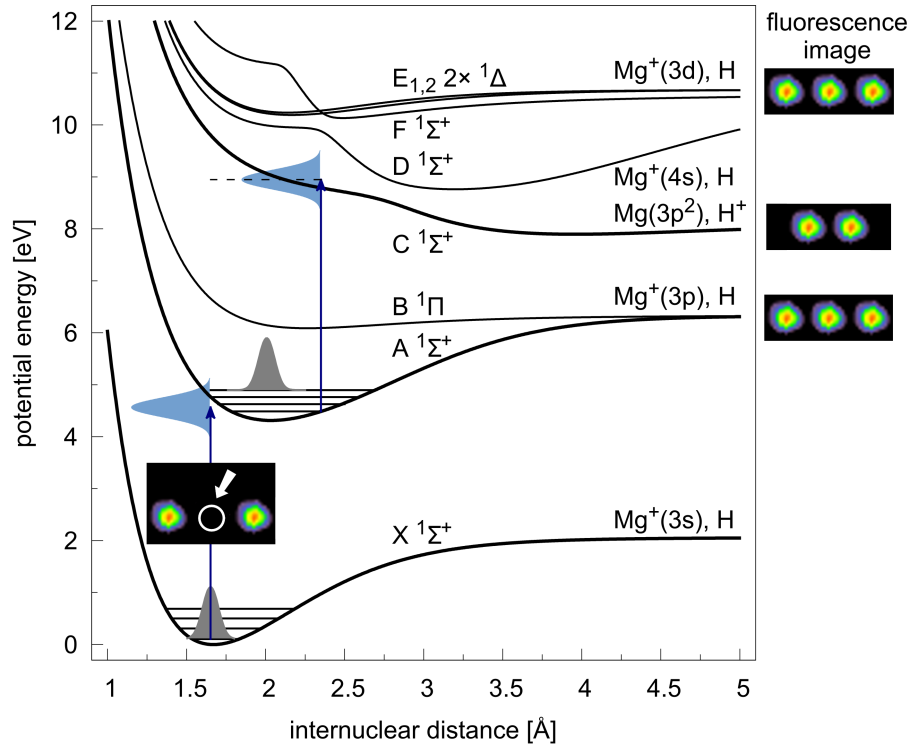 fluorescence
image
12
10
8
6
4
2
0
potential energy [eV]
E₁,₂ 2× ¹Δ
Mg⁺(3d), H
F ¹Σ⁺
D ¹Σ⁺
Mg⁺(4s), H
Mg(3p²), H⁺
C ¹Σ⁺
B ¹Π
Mg⁺(3p), H
A ¹Σ⁺
X ¹Σ⁺
Mg⁺(3s), H
1 1.5 2 2.5 3 3.5 4 4.5 5
internuclear distance [Å]